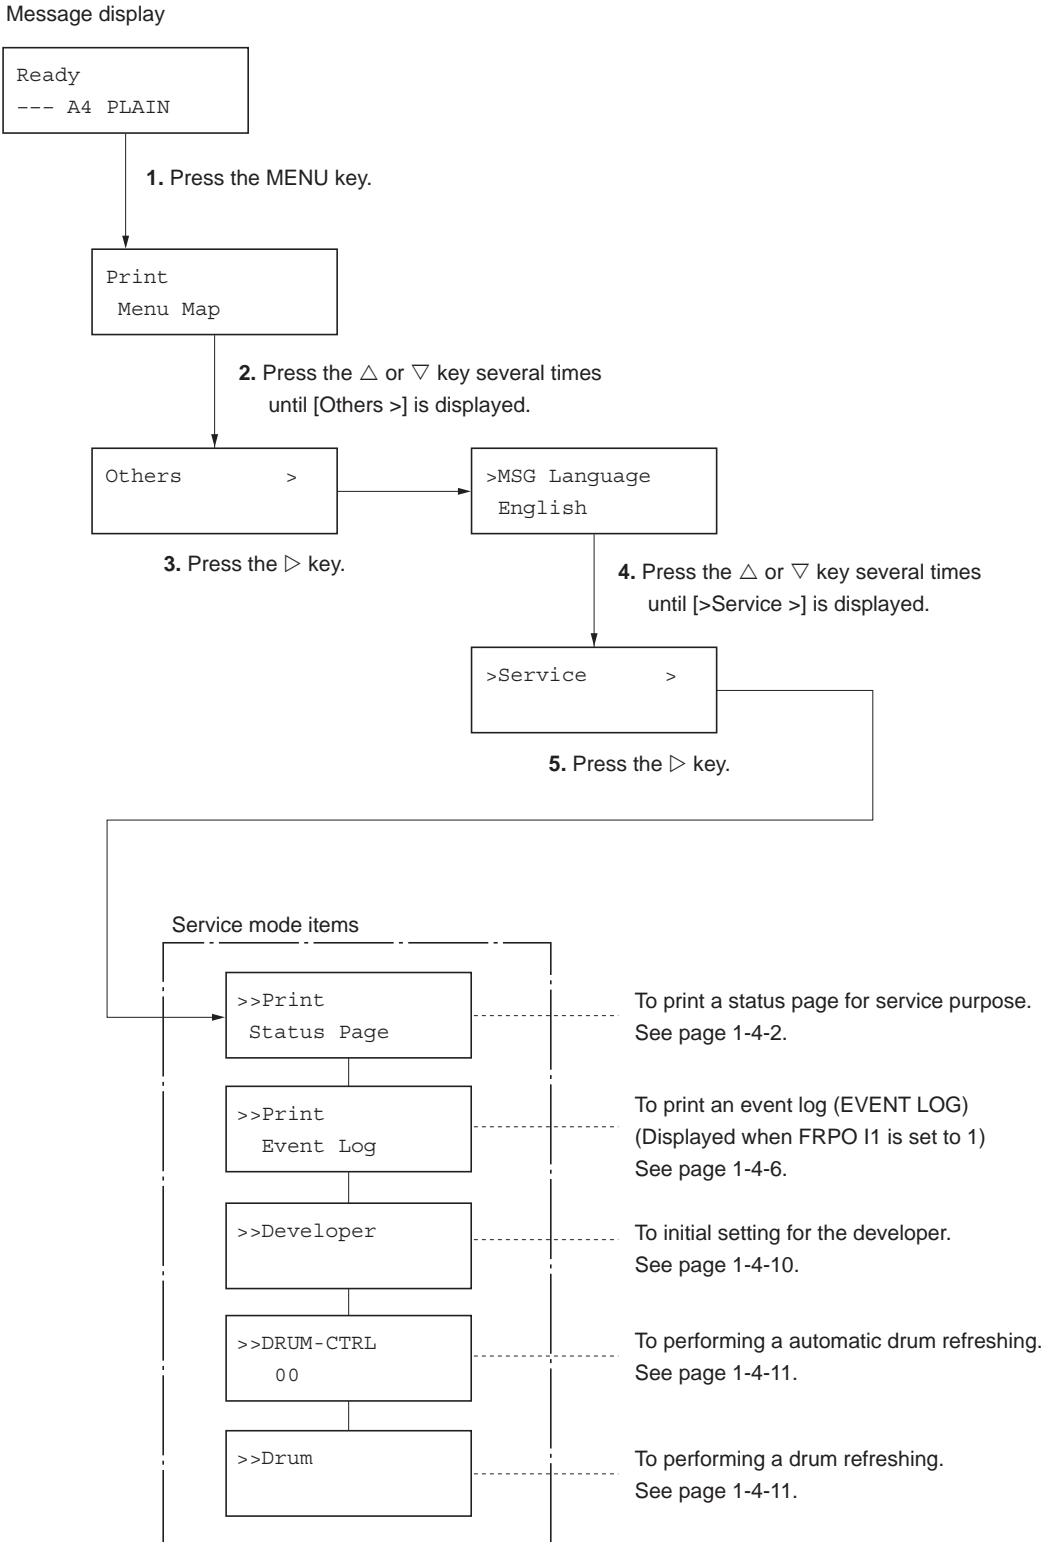 Message display
Ready
--- A4 PLAIN
1. Press the MENU key.
Print
Menu Map
2. Press the △ or ▽ key several times
until [Others >] is displayed.
Others >
3. Press the ▷ key.
>MSG Language
English
4. Press the △ or ▽ key several times
until [>Service >] is displayed.
>Service >
5. Press the ▷ key.
Service mode items
>>Print
Status Page
To print a status page for service purpose.
See page 1-4-2.
>>Print
Event Log
To print an event log (EVENT LOG)
(Displayed when FRPO I1 is set to 1)
See page 1-4-6.
>>Developer
To initial setting for the developer.
See page 1-4-10.
>>DRUM-CTRL
00
To performing a automatic drum refreshing.
See page 1-4-11.
>>Drum
To performing a drum refreshing.
See page 1-4-11.